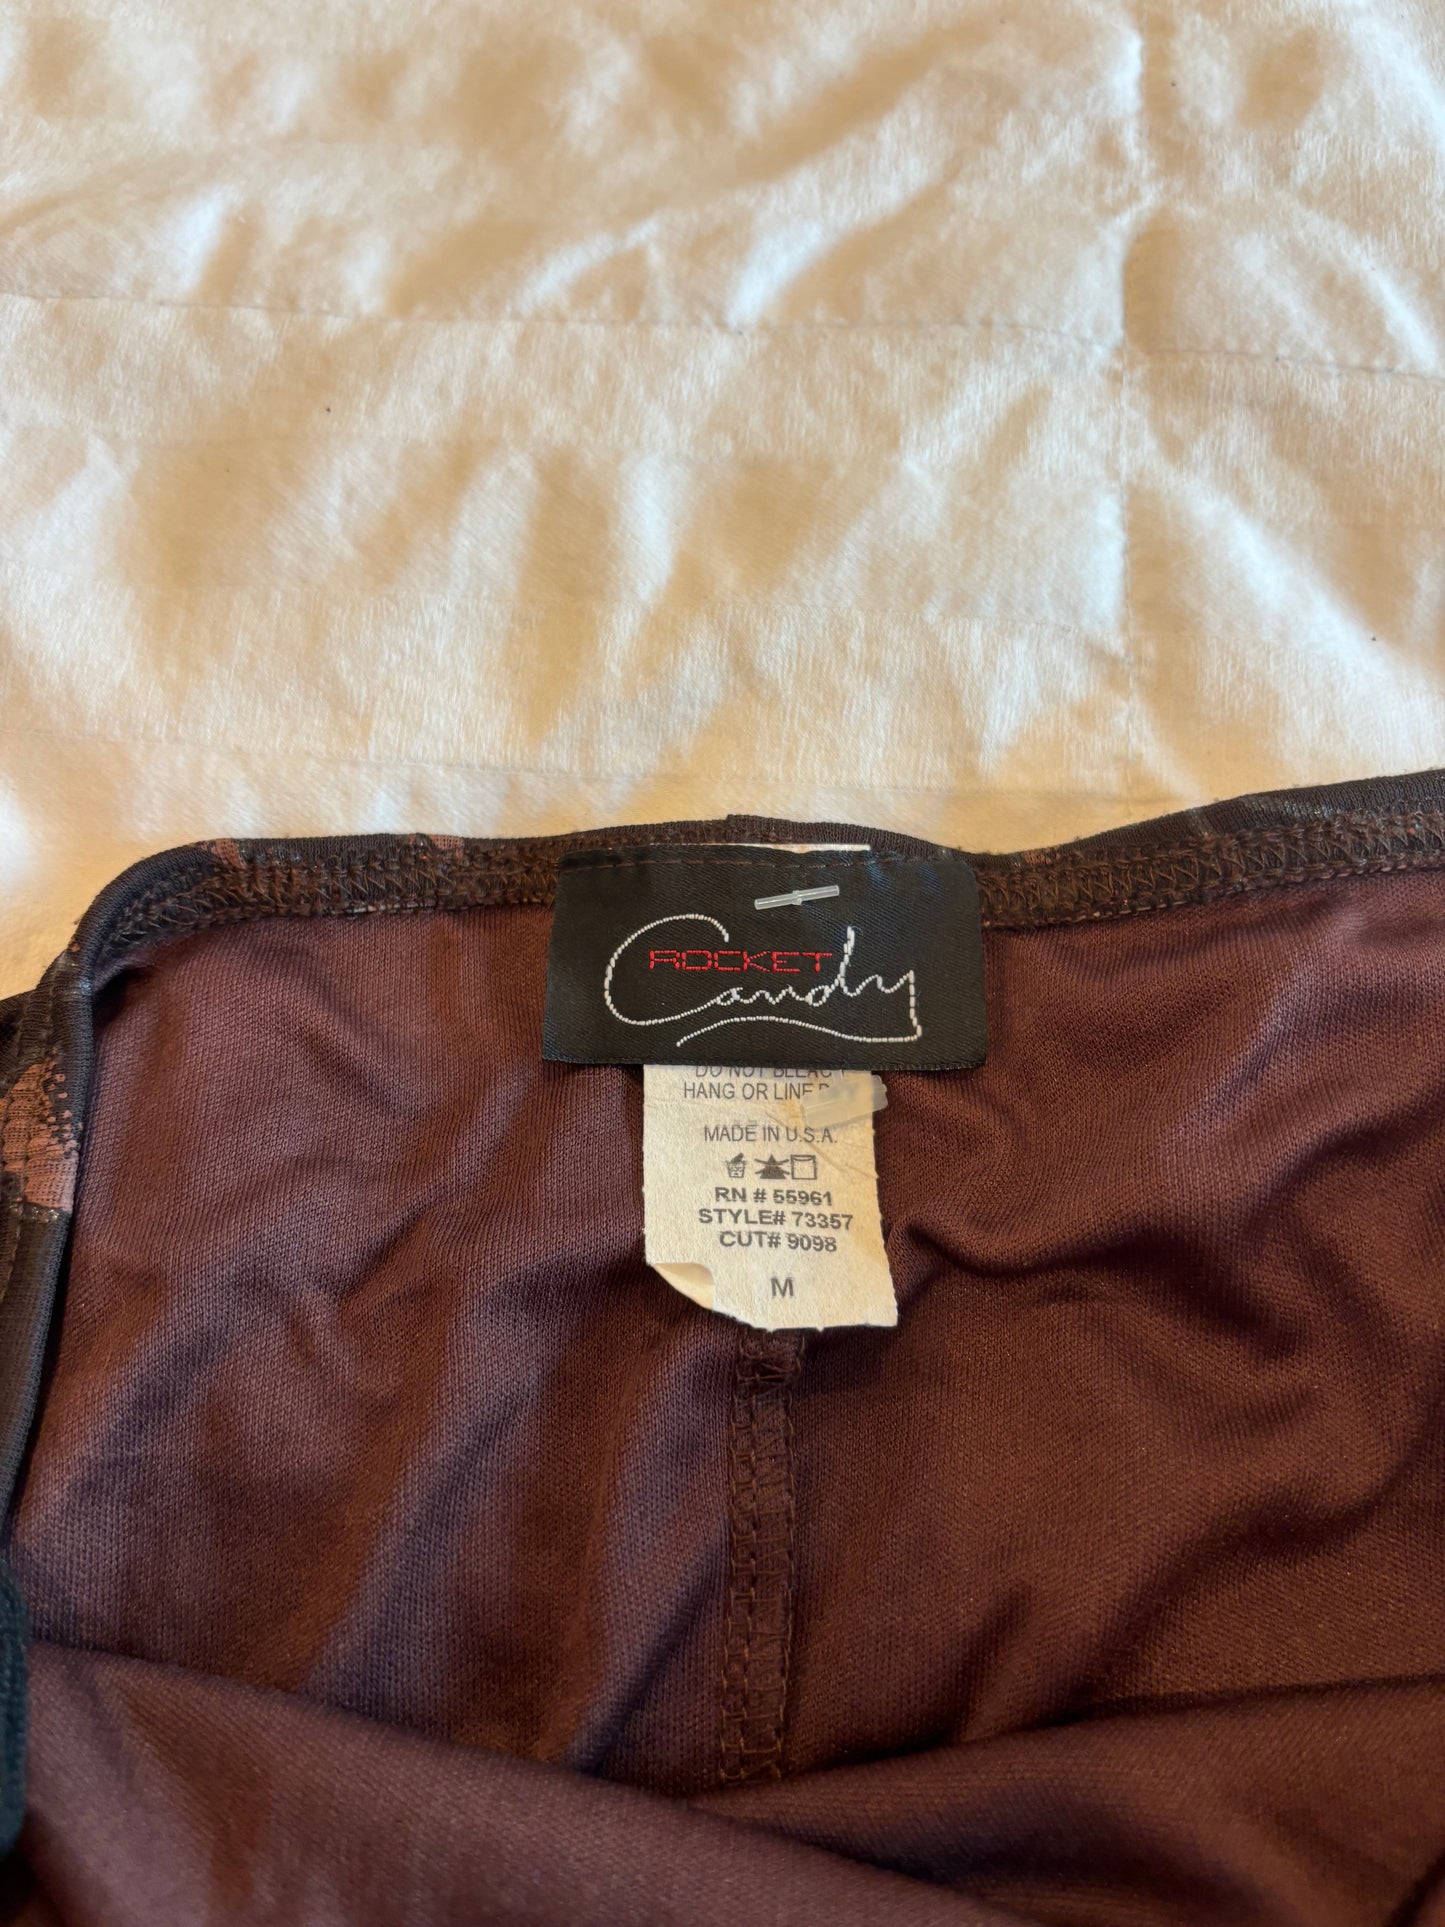 ROCKET
Candy
DO NOT BLEACH
HANG OR LINE
MADE IN U.S.A.
RN # 55961
STYLE# 73357
CUT# 9098
M